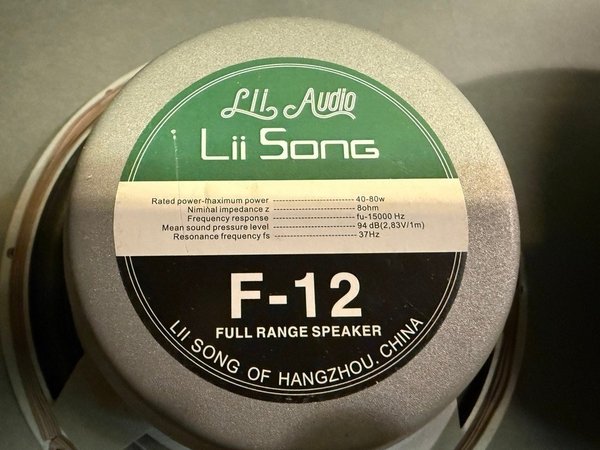 LII Audio
Lii Song
Rated power-maximum power ---------------------- 40-80w
Niminal impedance z ---------------------- 8ohm
Frequency response ---------------------- fu-15000 Hz
Mean sound pressure level ---------------------- 94 dB(2,83V/1m)
Resonance frequency fs ---------------------- 37Hz
F-12
FULL RANGE SPEAKER
LII SONG OF HANGZHOU. CHINA